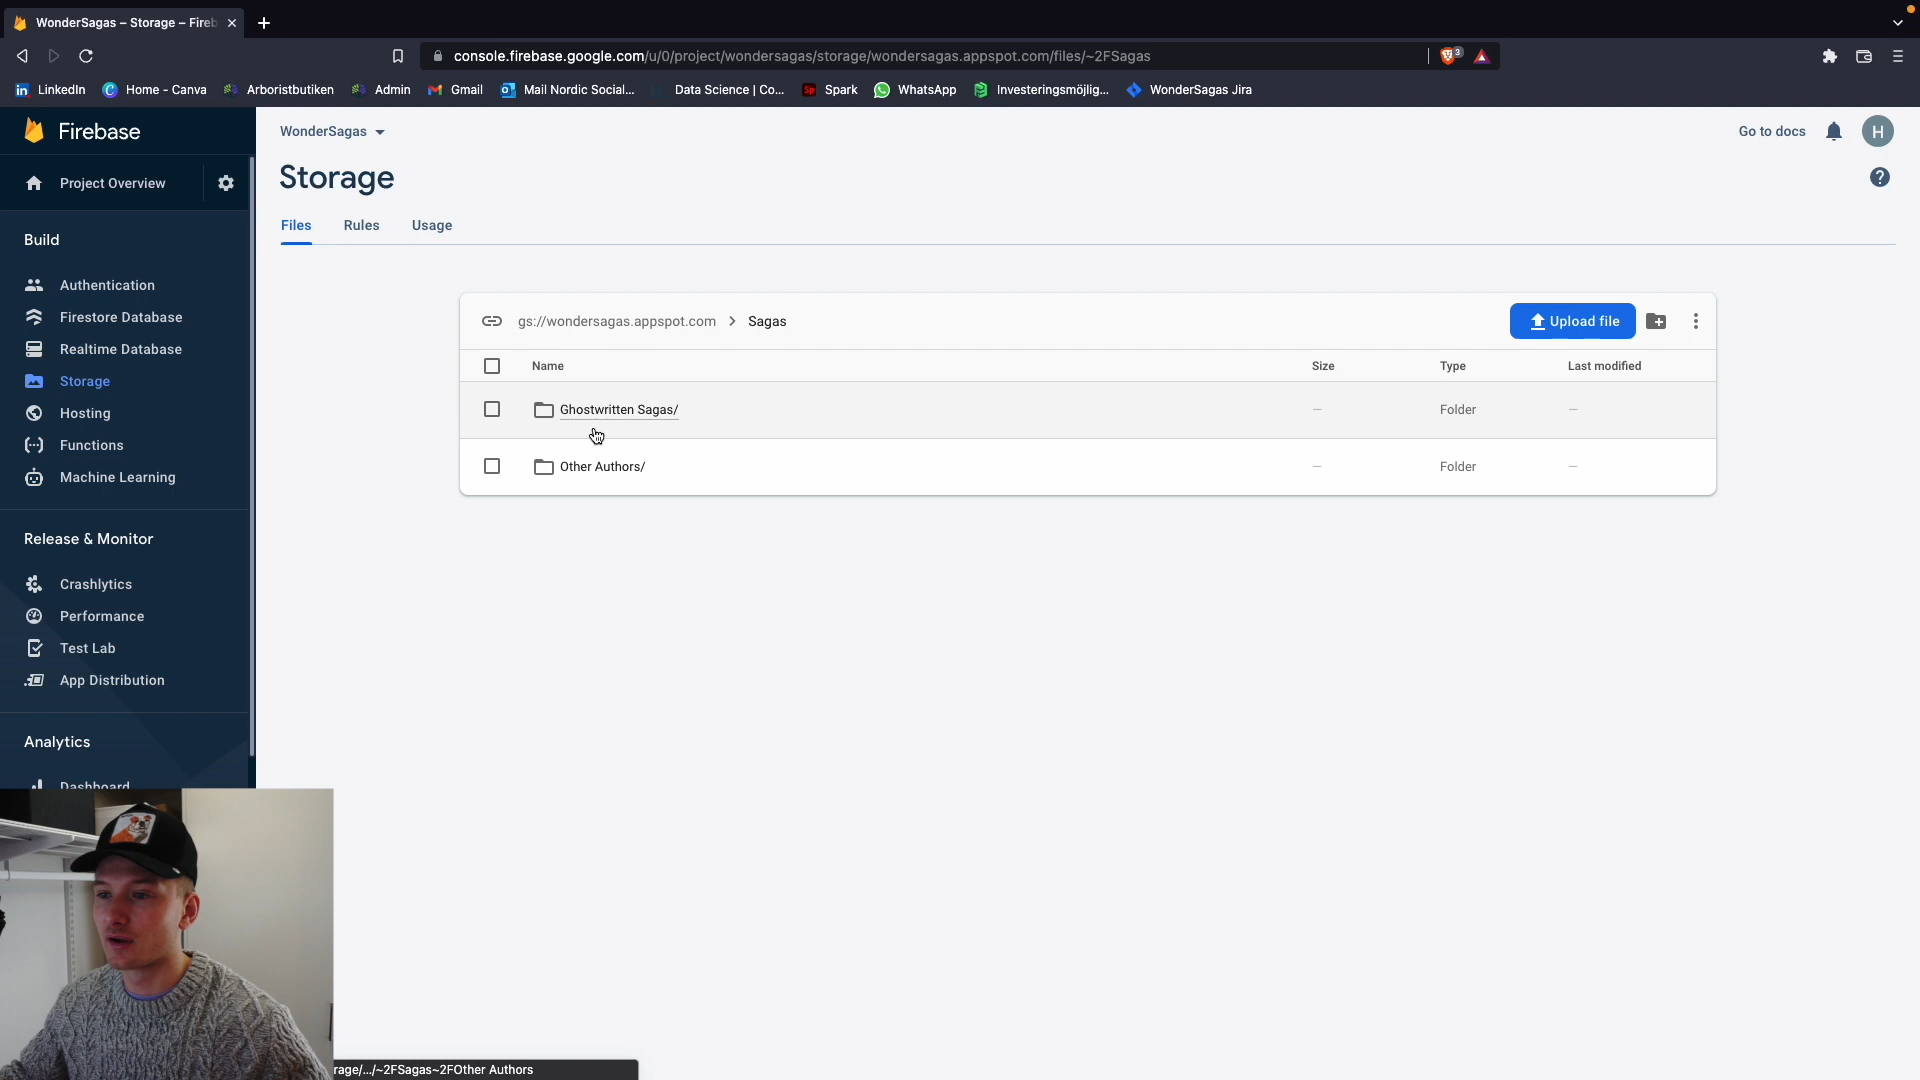 WonderSagas – Storage – Fireb
console.firebase.google.com/u/0/project/wondersagas/storage/wondersagas.appspot.com/files/~2FSagas
3
in LinkedIn
Home - Canva
Arboristbutiken
Admin
Gmail
Mail Nordic Social...
Data Science | Co...
Sp Spark
WhatsApp
Investeringsmöjlig...
WonderSagas Jira
Firebase
WonderSagas
Go to docs
H
Project Overview
Storage
?
Files
Rules
Usage
Build
Authentication
Firestore Database
Realtime Database
Storage
Hosting
Functions
Machine Learning
gs://wondersagas.appspot.com > Sagas
Upload file
Name
Size
Type
Last modified
Ghostwritten Sagas/
—
Folder
—
Other Authors/
—
Folder
—
Release & Monitor
Crashlytics
Performance
Test Lab
App Distribution
Analytics
Dashboard
rage/.../~2FSagas~2FOther Authors